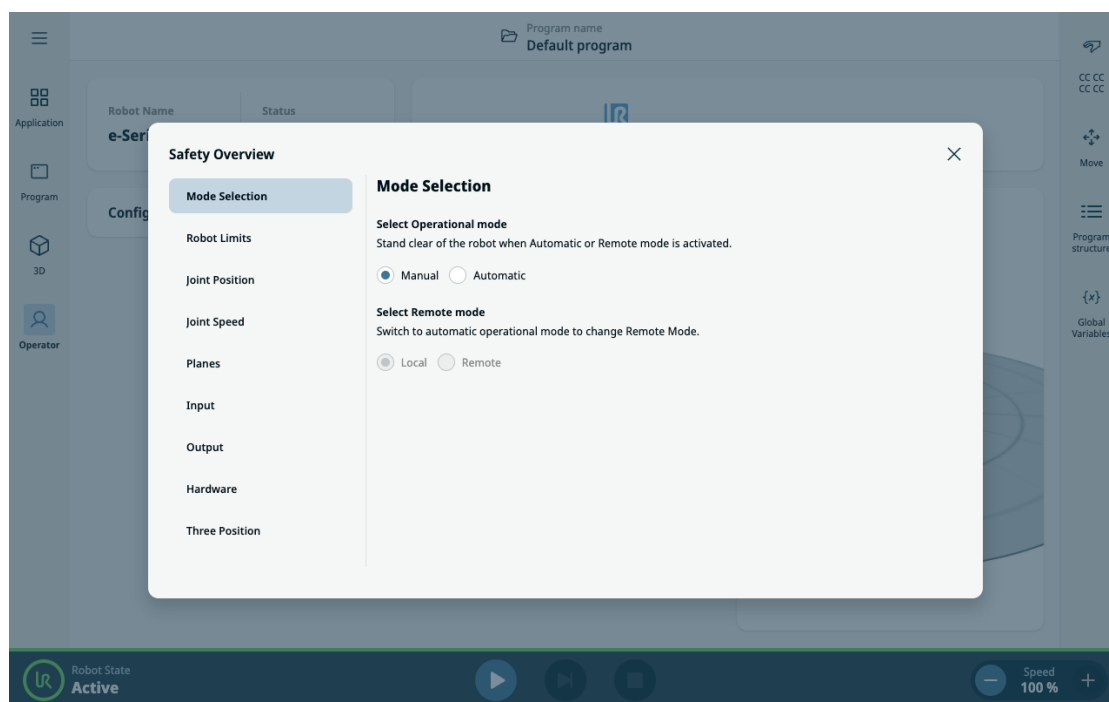 Program name
Default program
Application
Program
3D
Operator
Robot Name
Status
e-Seri
Config
Safety Overview
Mode Selection
Robot Limits
Joint Position
Joint Speed
Planes
Input
Output
Hardware
Three Position
Mode Selection
Select Operational mode
Stand clear of the robot when Automatic or Remote mode is activated.
Manual Automatic
Select Remote mode
Switch to automatic operational mode to change Remote Mode.
Local Remote
CC CC
CC CC
Move
Program
structure
{x}
Global
Variables
Robot State
Active
Speed
100 %